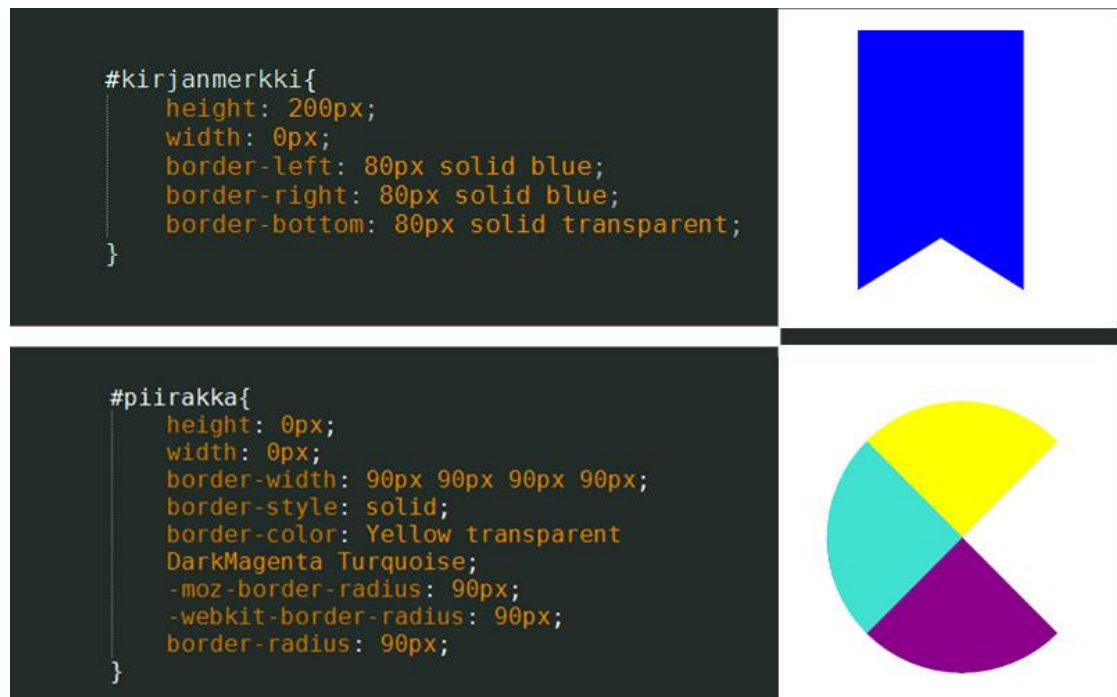 #kirjanmerkki{
height: 200px;
width: 0px;
border-left: 80px solid blue;
border-right: 80px solid blue;
border-bottom: 80px solid transparent;
}
#piirakka{
height: 0px;
width: 0px;
border-width: 90px 90px 90px 90px;
border-style: solid;
border-color: Yellow transparent
DarkMagenta Turquoise;
-moz-border-radius: 90px;
-webkit-border-radius: 90px;
border-radius: 90px;
}